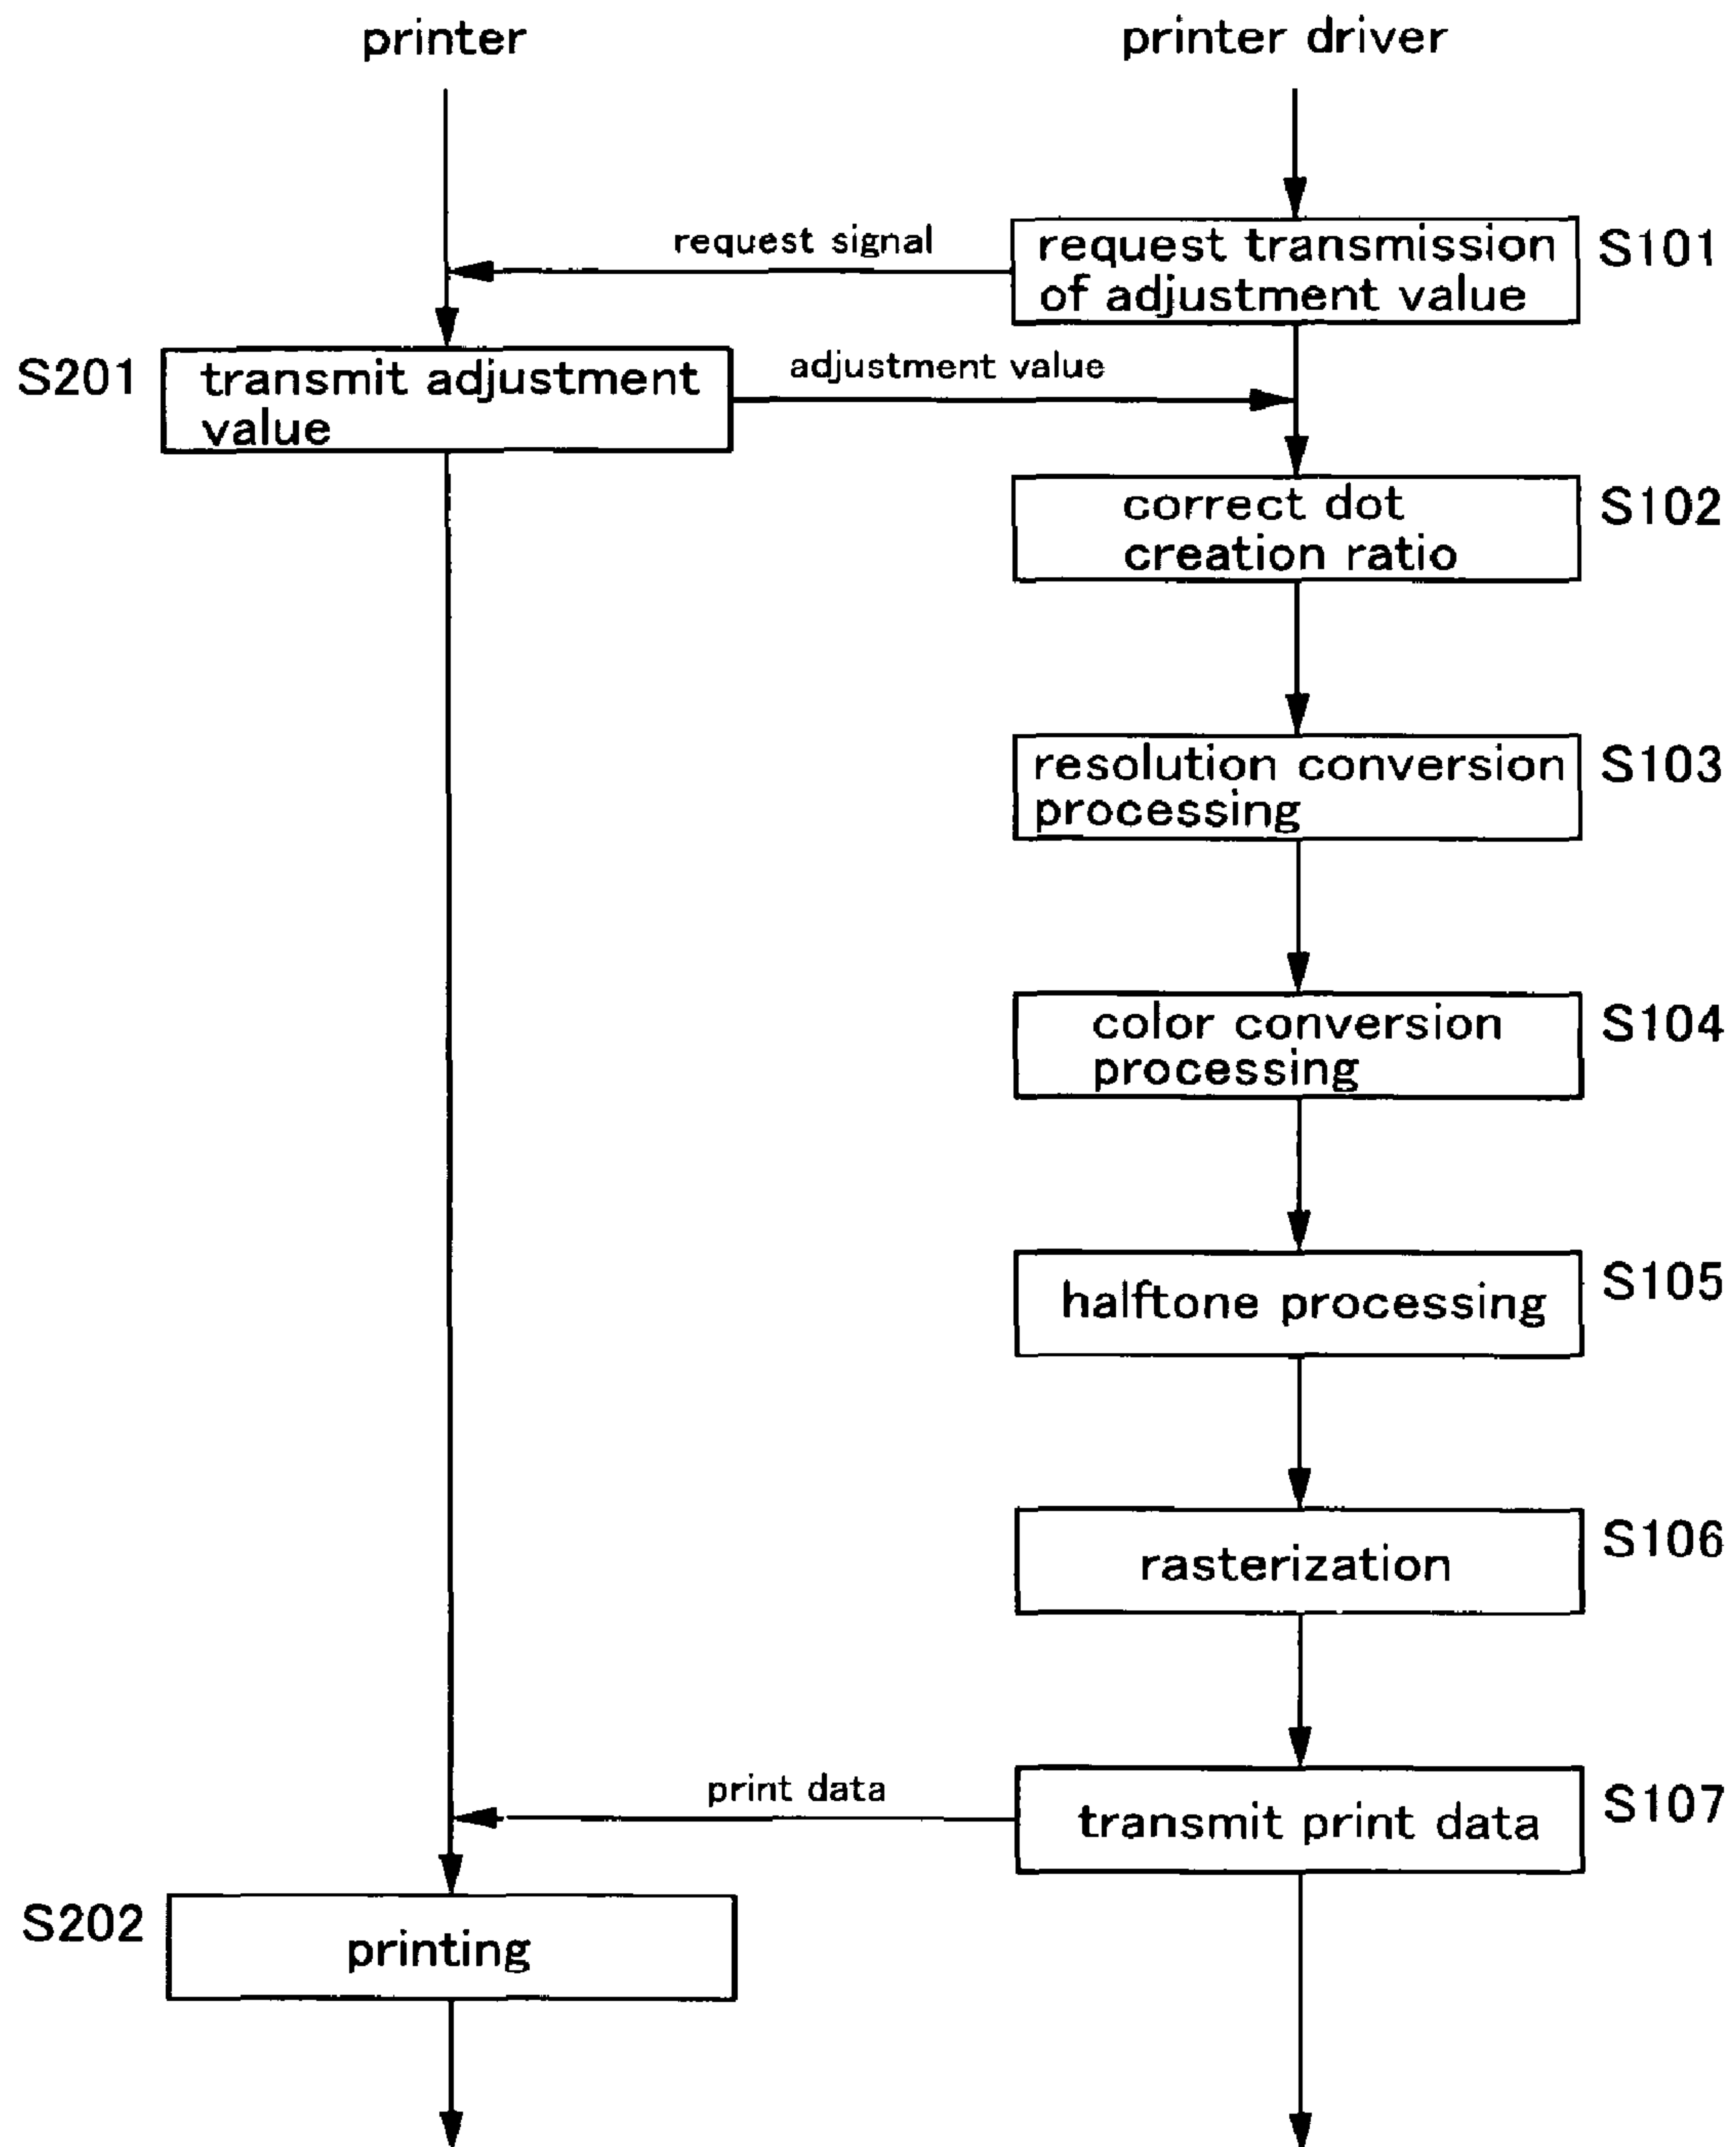 printer
printer driver
request signal
request transmission
of adjustment value
S101
S201
transmit adjustment
value
adjustment value
correct dot
creation ratio
S102
resolution conversion
processing
S103
color conversion
processing
S104
halftone processing
S105
rasterization
S106
print data
transmit print data
S107
S202
printing